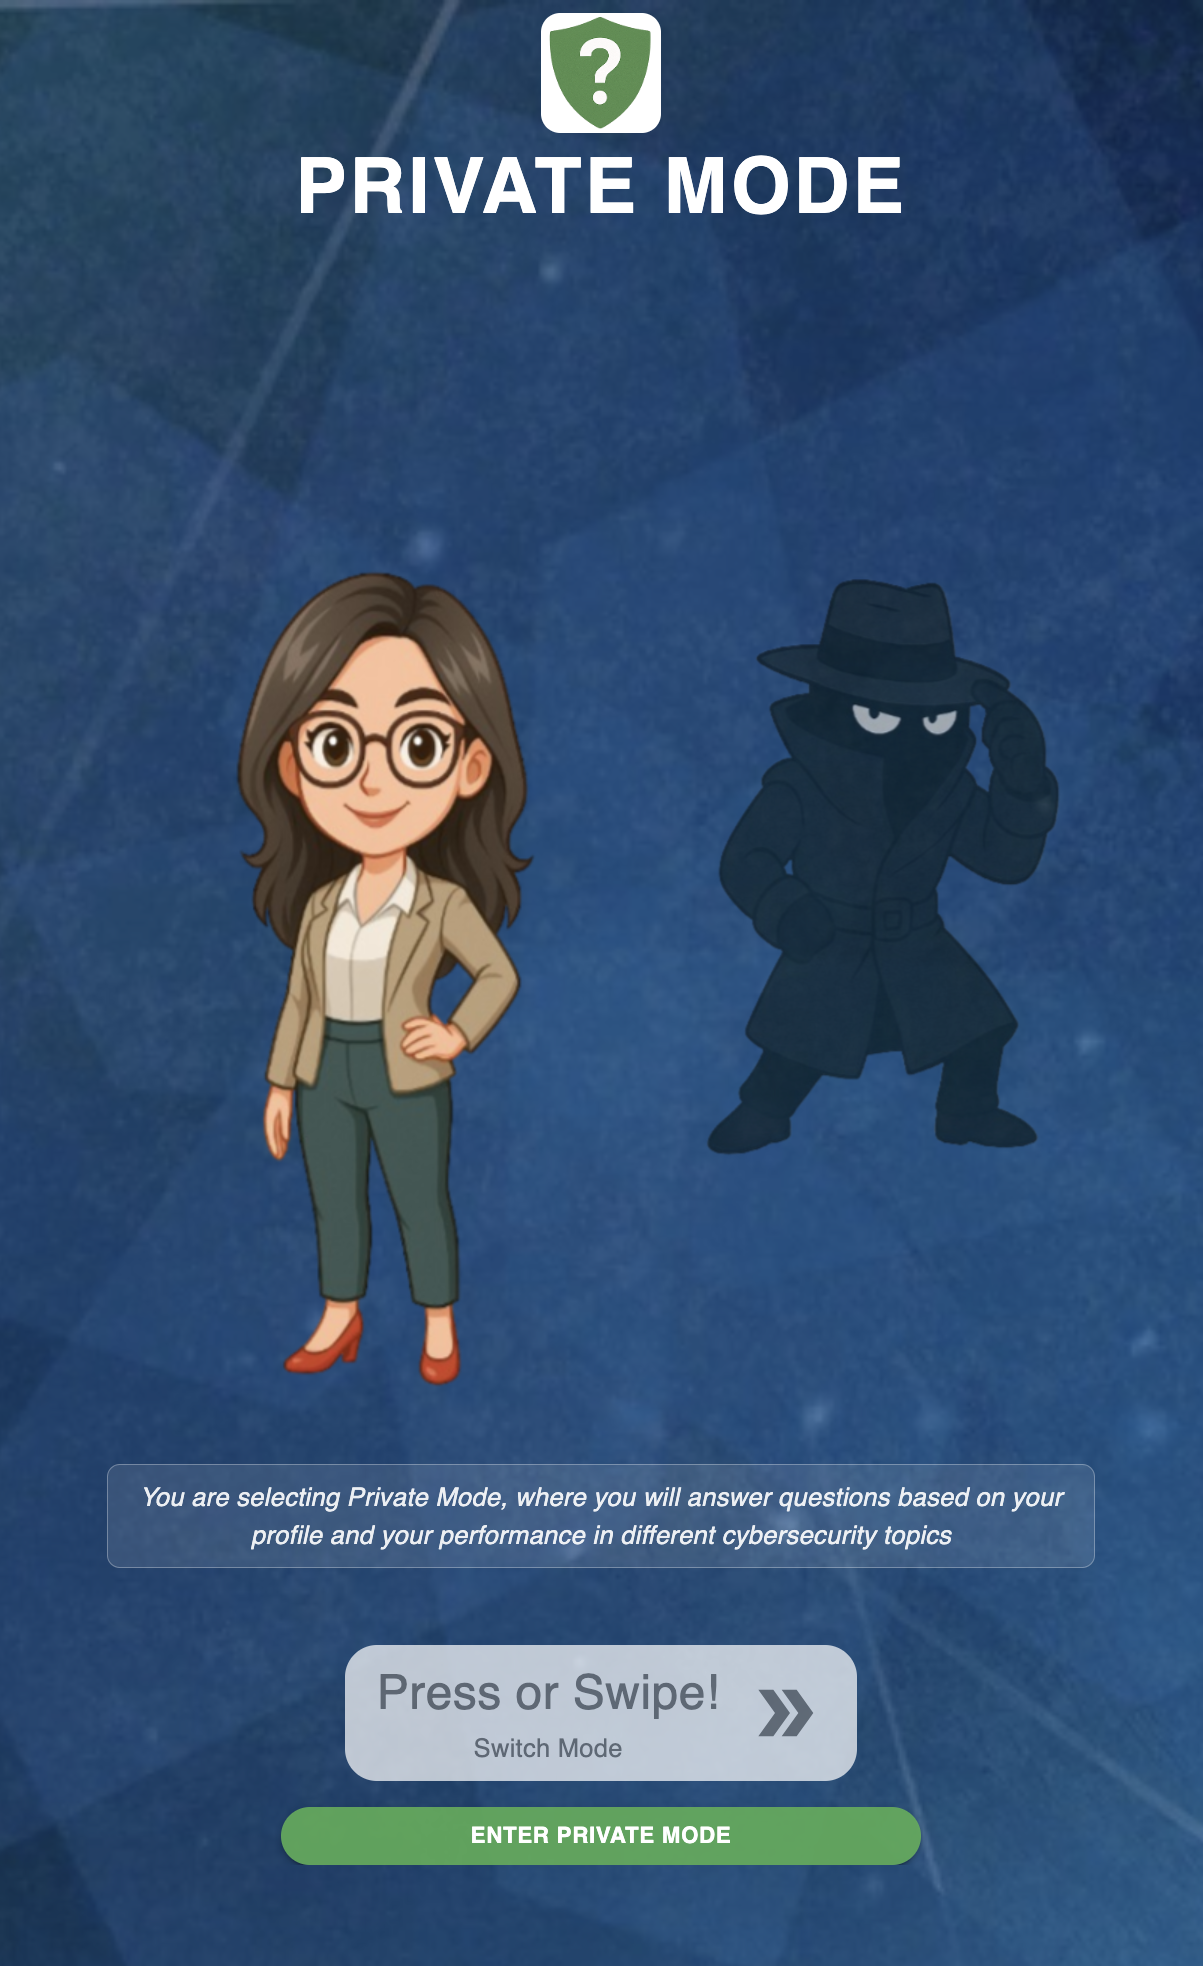 ?
PRIVATE MODE
You are selecting Private Mode, where you will answer questions based on your
profile and your performance in different cybersecurity topics
Press or Swipe! »
Switch Mode
ENTER PRIVATE MODE